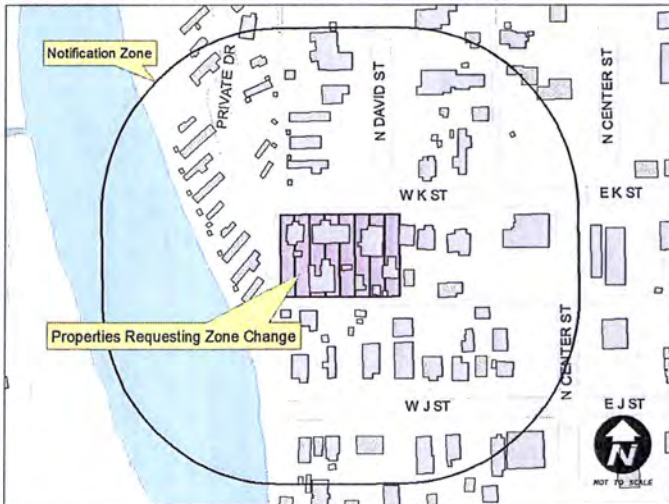 Notification Zone
PRIVATE DR
N DAVID ST
N CENTER ST
W K ST
E K ST
Properties Requesting Zone Change
N CENTER ST
W J ST
E J ST
N
NOT TO SCALE